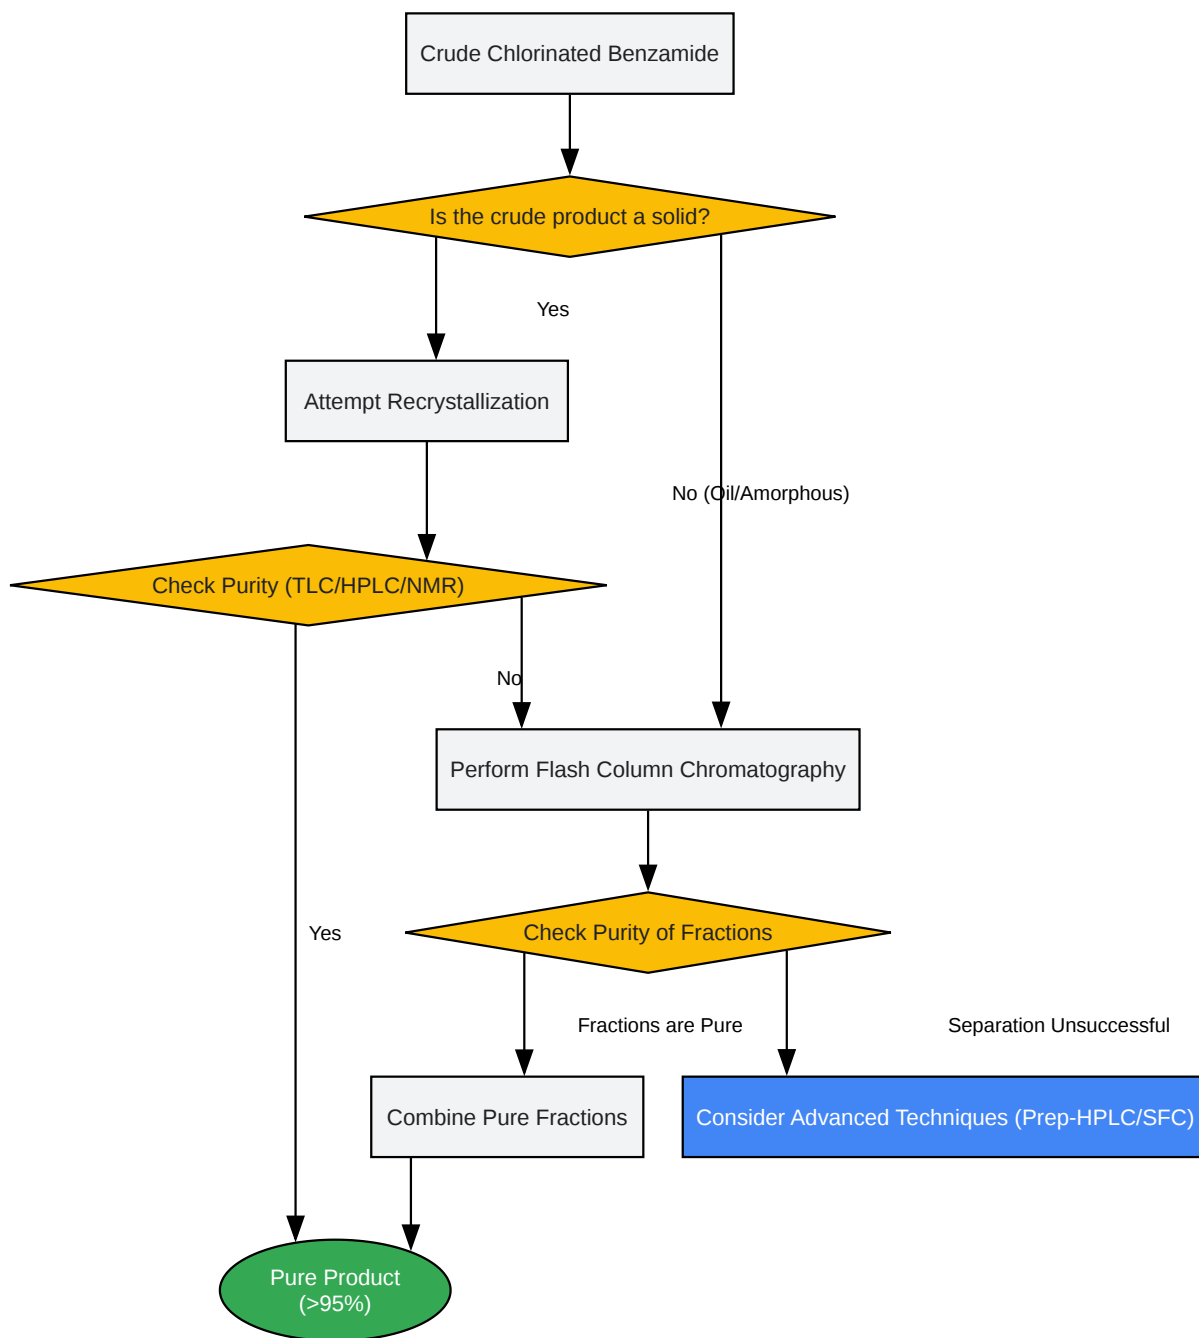 Crude Chlorinated Benzamide
Is the crude product a solid?
Yes
Attempt Recrystallization
No (Oil/Amorphous)
Check Purity (TLC/HPLC/NMR)
No
Perform Flash Column Chromatography
Yes
Check Purity of Fractions
Fractions are Pure
Separation Unsuccessful
Combine Pure Fractions
Consider Advanced Techniques (Prep-HPLC/SFC)
Pure Product
(>95%)